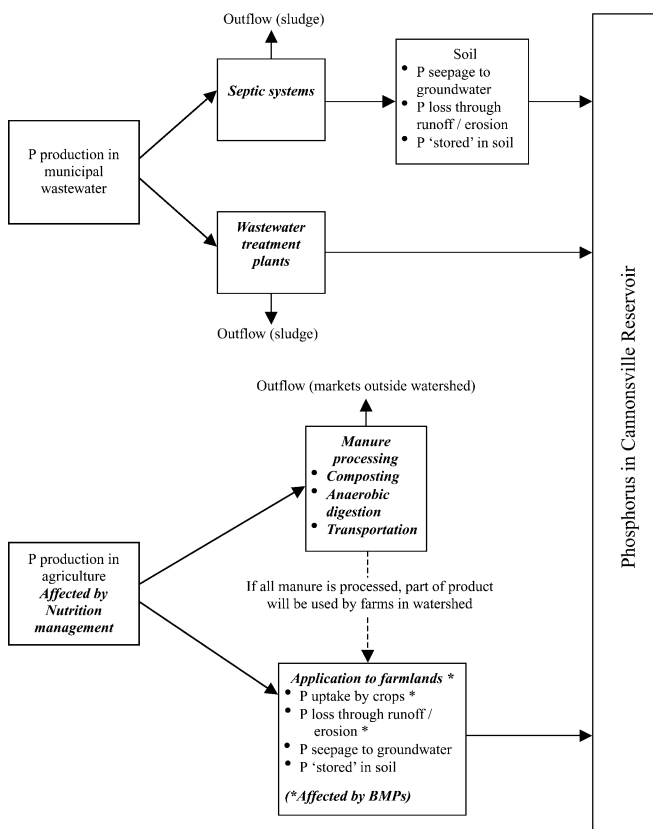 Outflow (sludge)
Septic systems
Soil
• P seepage to
groundwater
• P loss through
runoff / erosion
• P ‘stored’ in soil
P production in
municipal
wastewater
Wastewater
treatment
plants
Outflow (sludge)
Phosphorus in Cannonsville Reservoir
Outflow (markets outside watershed)
Manure
processing
• Composting
• Anaerobic
digestion
• Transportation
P production in
agriculture
Affected by
Nutrition
management
If all manure is processed, part of product
will be used by farms in watershed
Application to farmlands *
• P uptake by crops *
• P loss through runoff /
erosion *
• P seepage to groundwater
• P ‘stored’ in soil
(*Affected by BMPs)